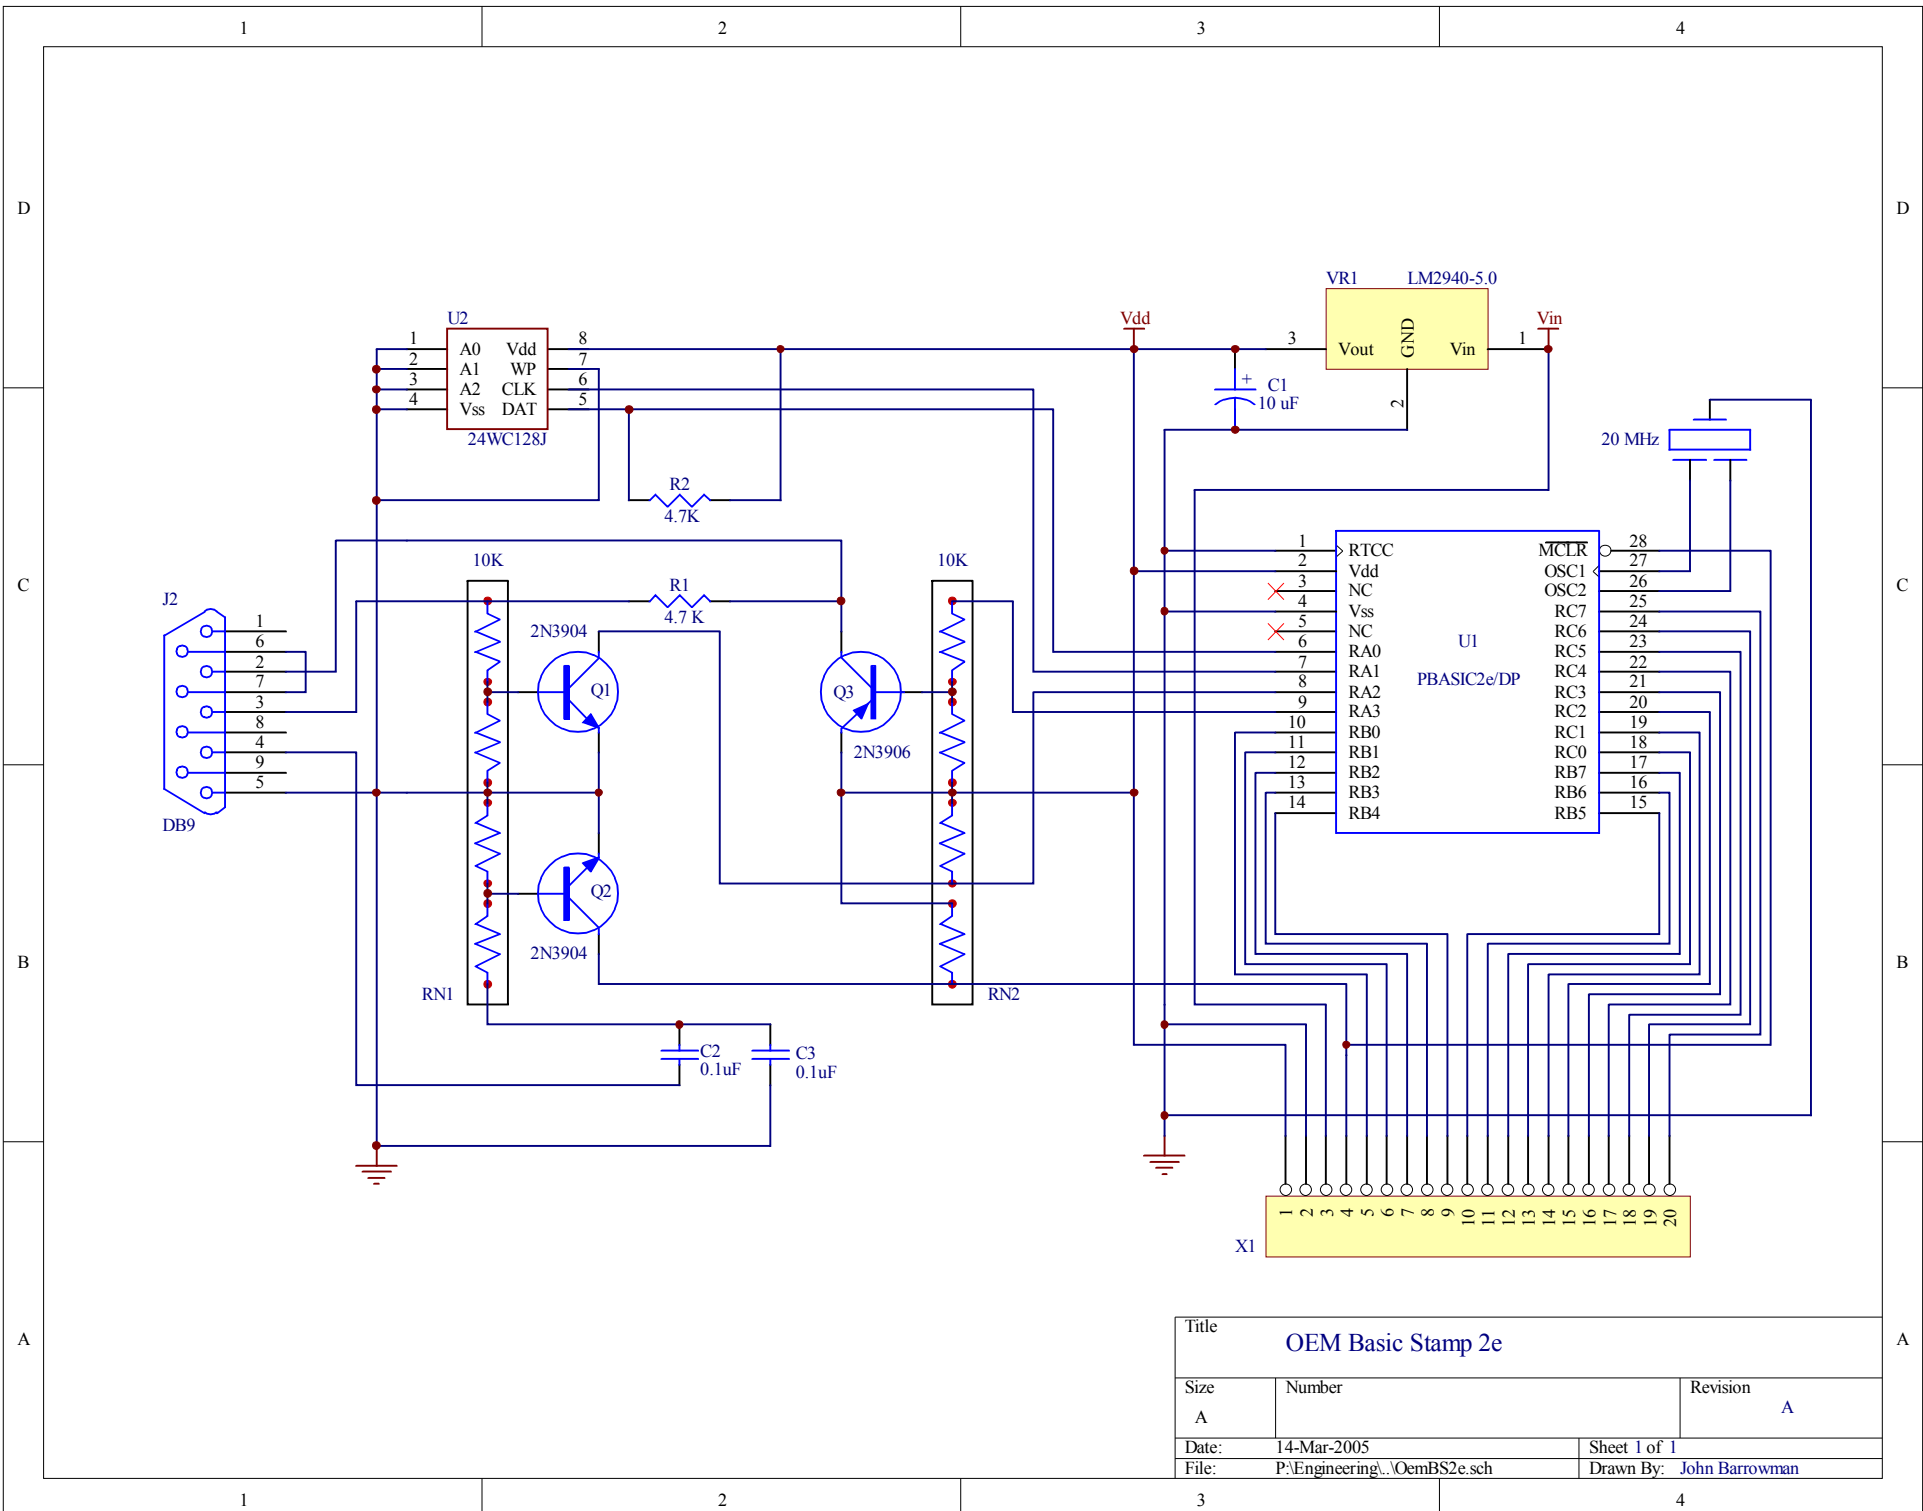 1 2 3 4
D D
VR1 LM2940-5.0
Vdd Vin
U2
1 A0 Vdd 8
2 A1 WP 7
3 A2 CLK 6
4 Vss DAT 5
24WC128J
3 Vout GND Vin 1
2
+ C1
10 uF
20 MHz
R2
4.7K
10K 10K
C C
J2
R1
4.7 K
2N3904
1
6
2
7
3
8
4
9
5
DB9
Q1
Q3
2N3906
Q2
2N3904
RN1 RN2
C2
0.1uF
C3
0.1uF
1 RTCC MCLR 28
2 Vdd OSC1 27
3 NC OSC2 26
4 Vss RC7 25
5 NC RC6 24
6 RA0 RC5 23
7 RA1 RC4 22
8 RA2 RC3 21
9 RA3 RC2 20
10 RB0 RC1 19
11 RB1 RC0 18
12 RB2 RB7 17
13 RB3 RB6 16
14 RB4 RB5 15
U1
PBASIC2e/DP
B B
1 2 3 4 5 6 7 8 9 10 11 12 13 14 15 16 17 18 19 20
X1
A A
Title
OEM Basic Stamp 2e
Size Number Revision
A A
Date: 14-Mar-2005 Sheet 1 of 1
File: P:\Engineering\..\OemBS2e.sch Drawn By: John Barrowman
1 2 3 4